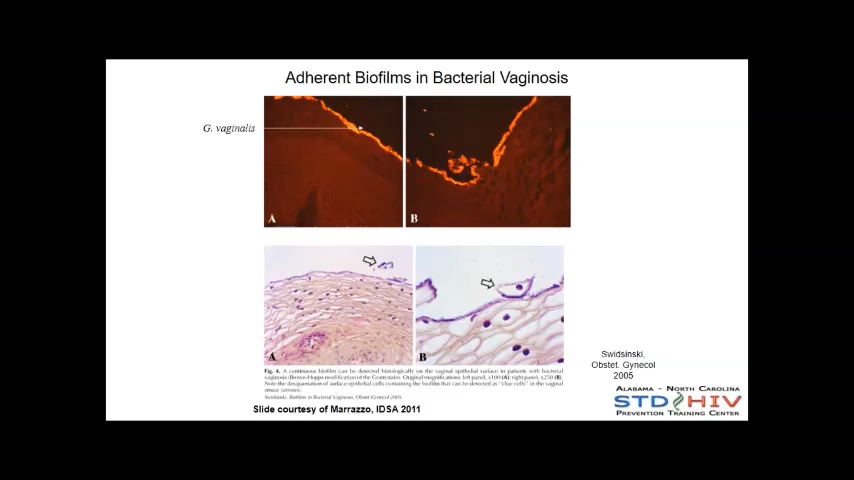 Adherent Biofilms in Bacterial Vaginosis
G. vaginalis
A
B
A
B
Fig. 4. A continuous biofilm can be detected histologically on the vaginal epithelial surface in patients with bacterial
vaginosis (Brown-Hopps modification of the Gram stain). Original magnifications: left panel, x100 (A); right panel, x250 (B).
Note the desquamation of surface epithelial cells containing the biofilm that can be detected as "clue cells" in the vaginal
smear (arrows).
Swidsinski. Biofilms in Bacterial Vaginosis. Obstet Gynecol 2005.
Slide courtesy of Marrazzo, IDSA 2011
Swidsinski,
Obstet. Gynecol
2005
ALABAMA - NORTH CAROLINA
STD HIV
PREVENTION TRAINING CENTER